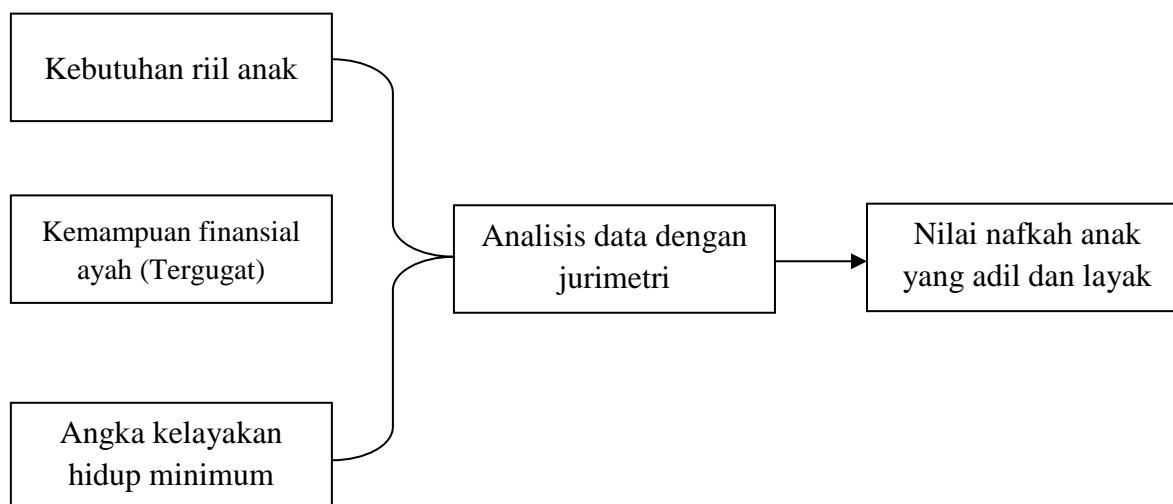 Kebutuhan riil anak
Kemampuan finansial
ayah (Tergugat)
Angka kelayakan
hidup minimum
Analisis data dengan
jurimetri
Nilai nafkah anak
yang adil dan layak